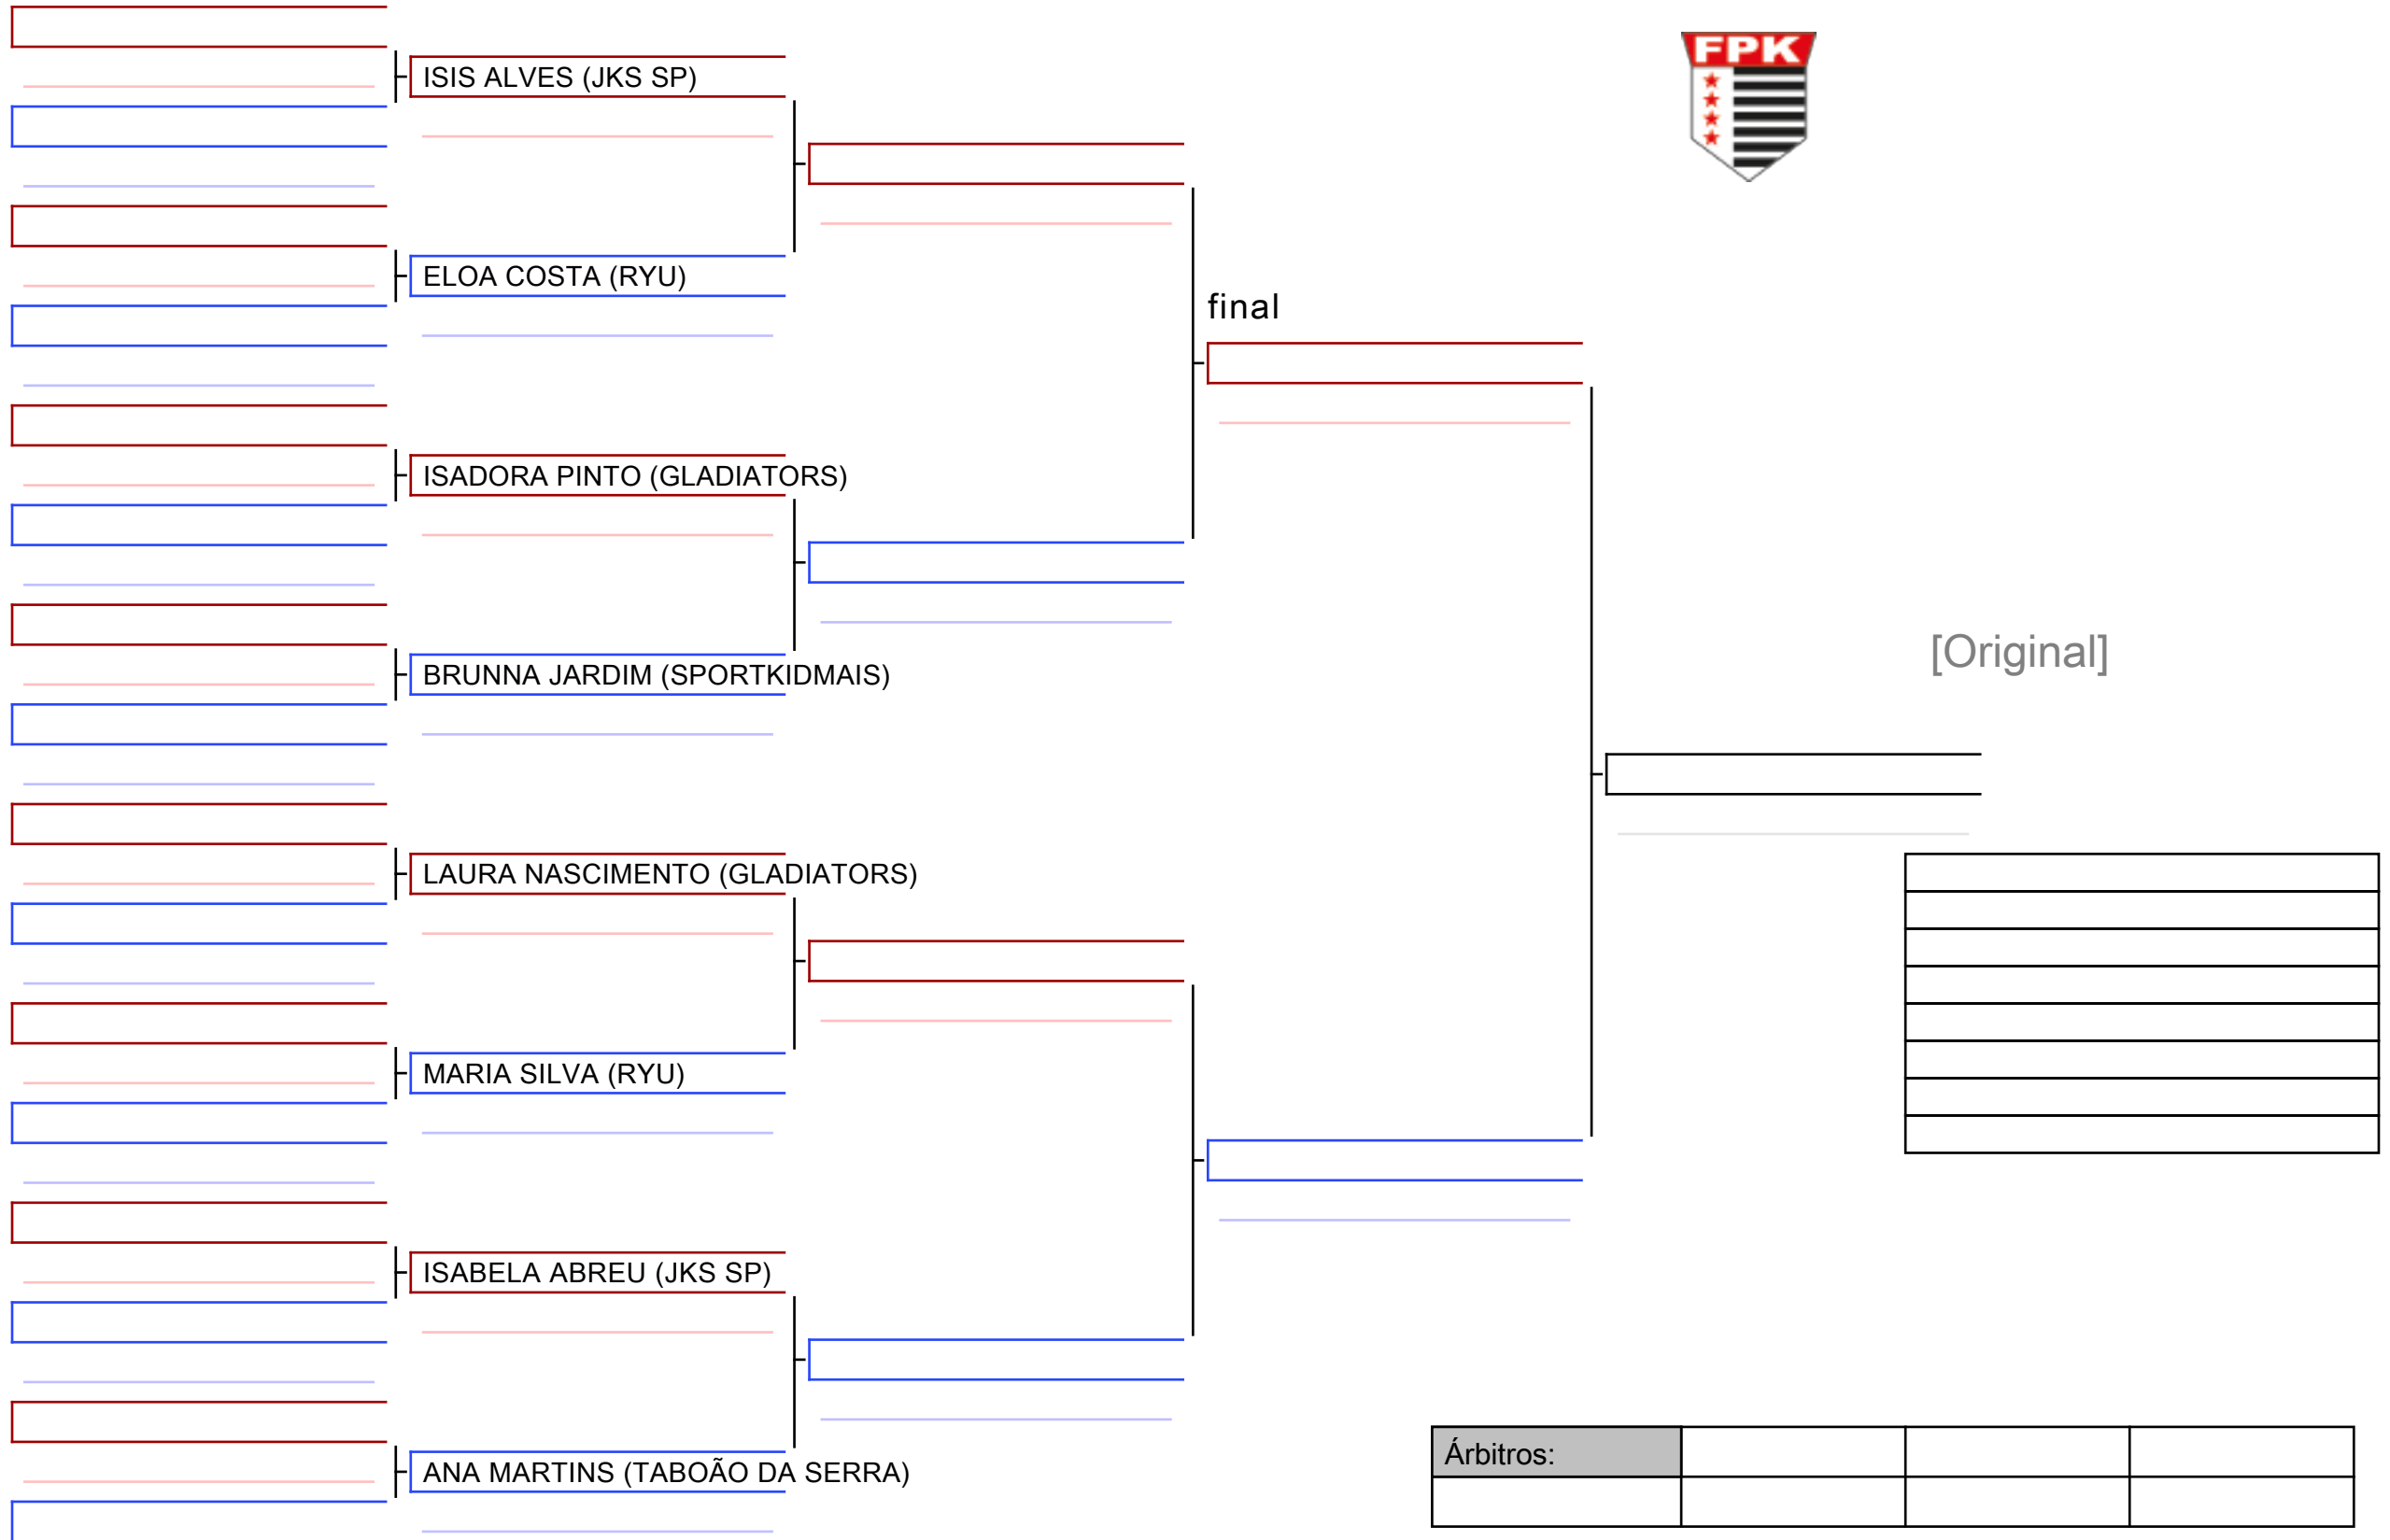 FPK
ISIS ALVES (JKS SP)
ELOA COSTA (RYU)
final
ISADORA PINTO (GLADIATORS)
BRUNNA JARDIM (SPORTKIDMAIS)
[Original]
LAURA NASCIMENTO (GLADIATORS)
MARIA SILVA (RYU)
ISABELA ABREU (JKS SP)
Árbitros:
ANA MARTINS (TABOÃO DA SERRA)